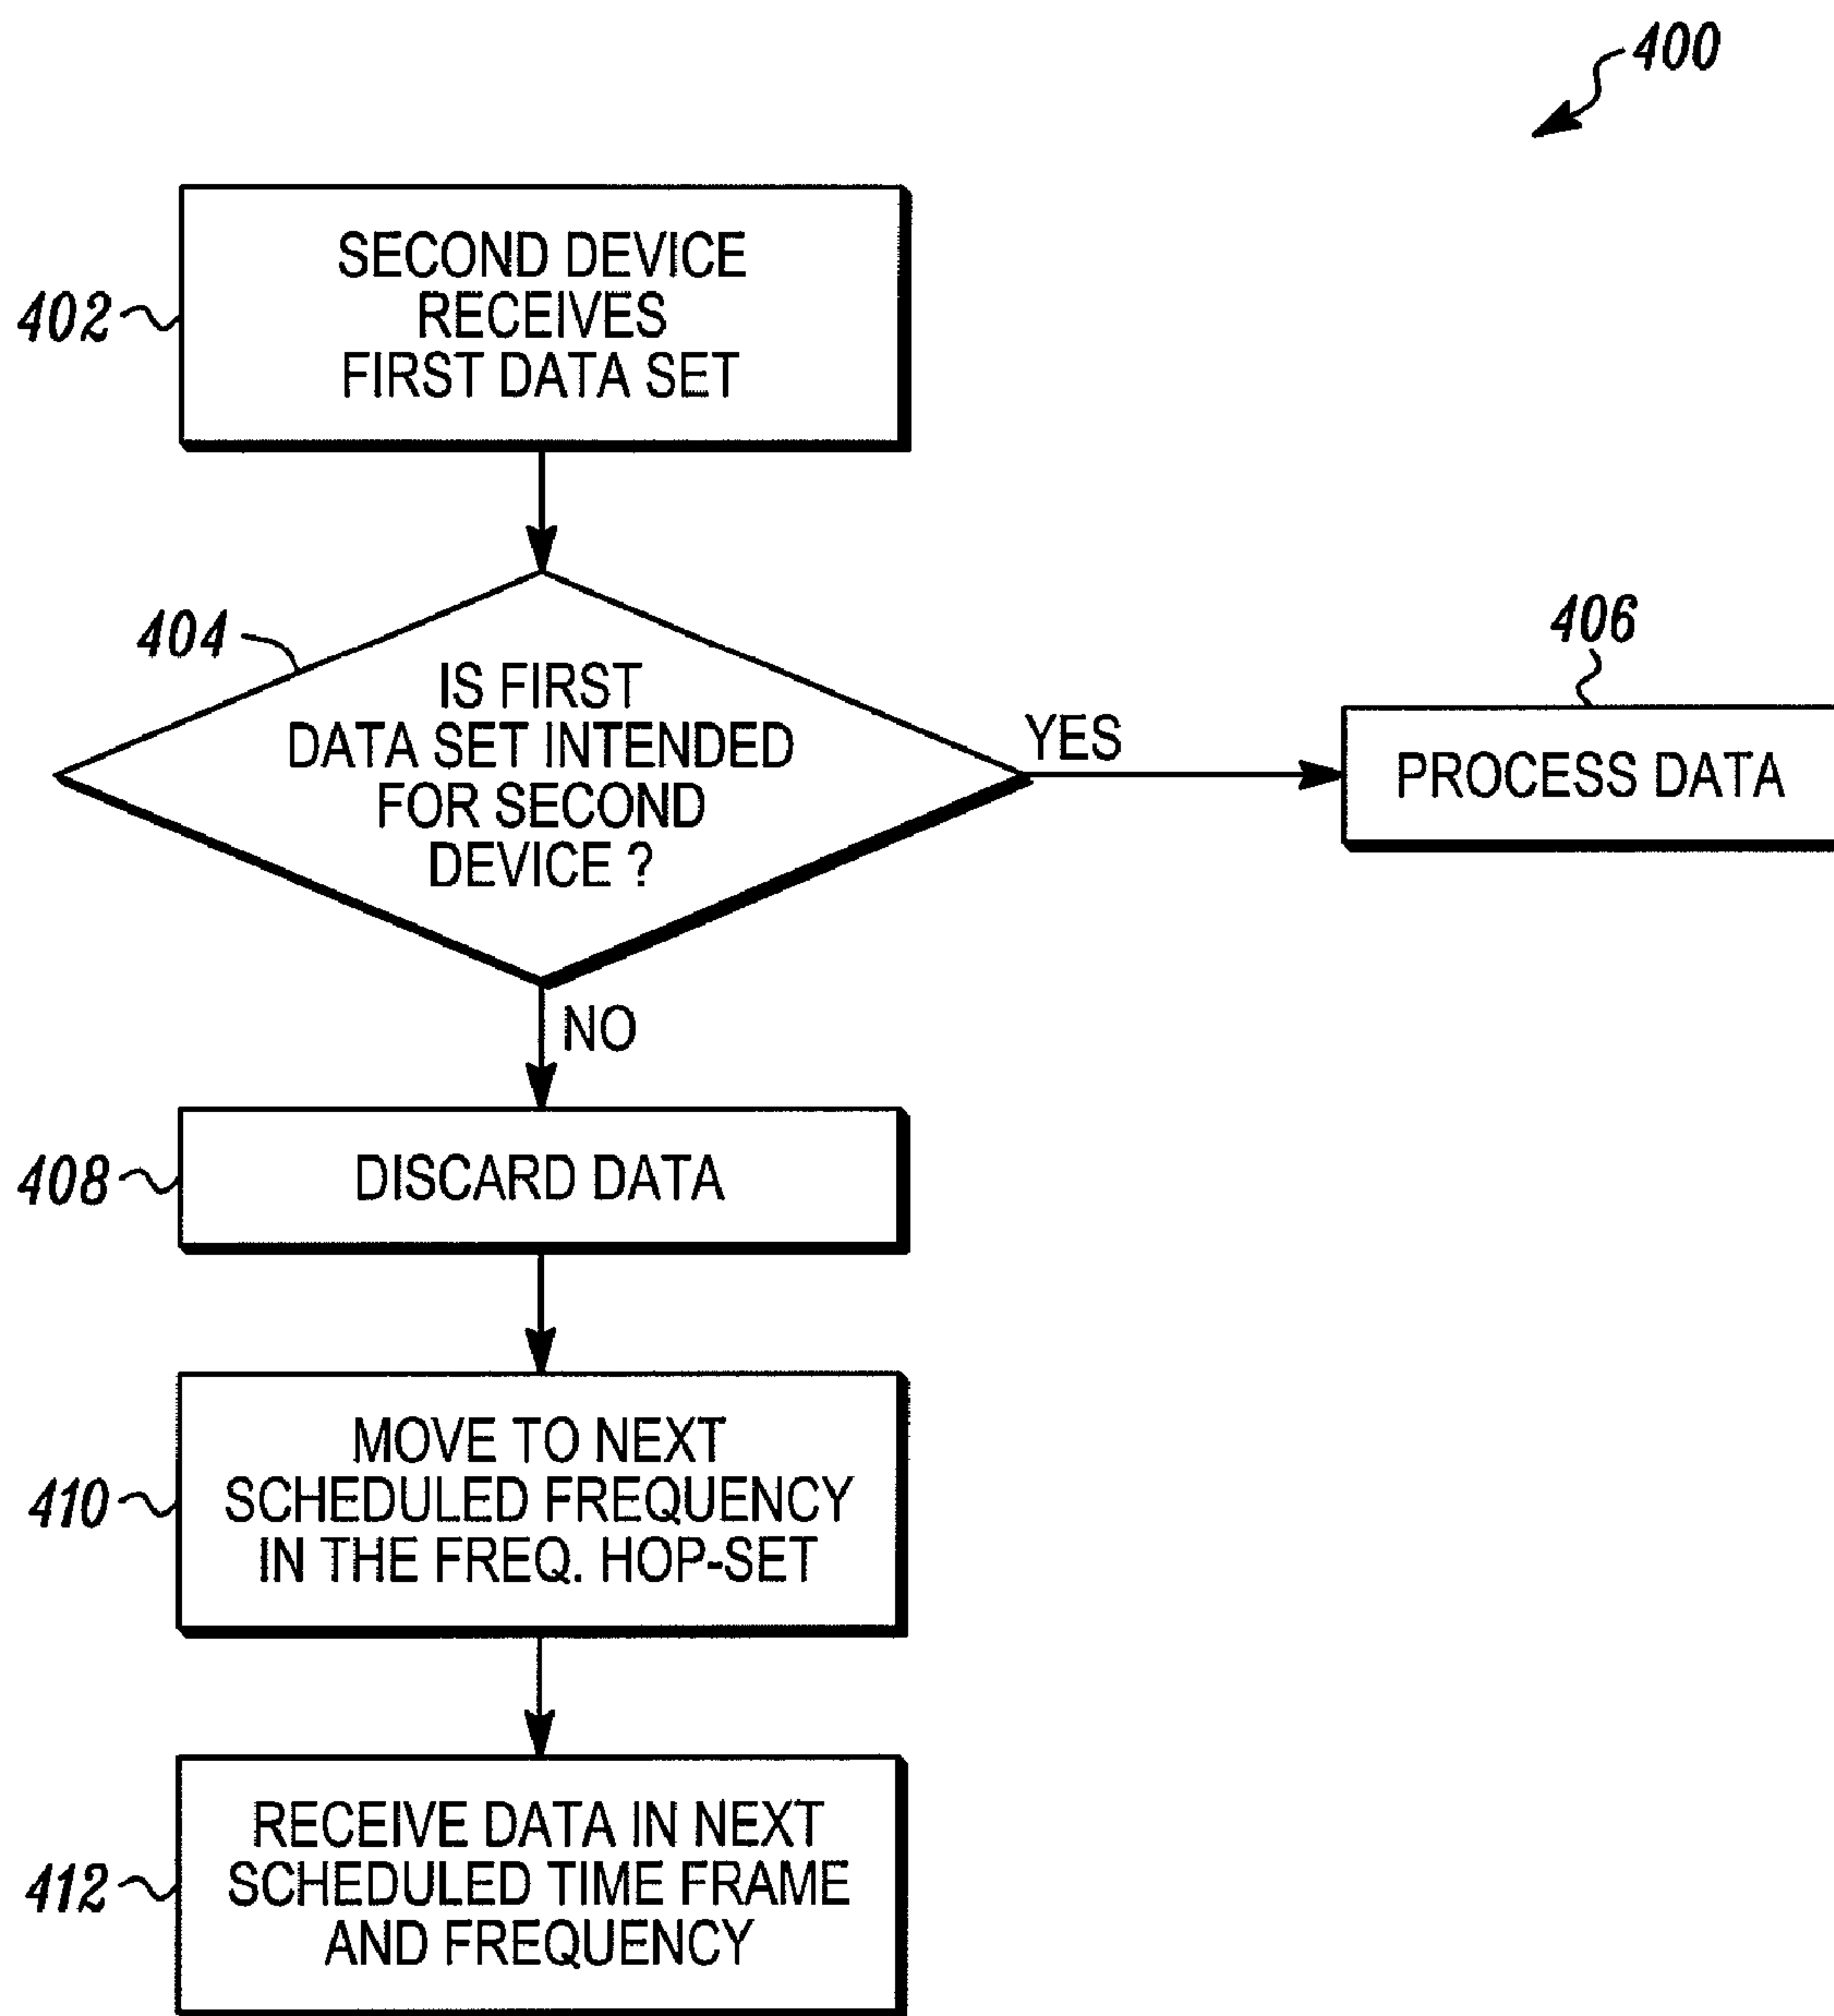 400
402
SECOND DEVICE
RECEIVES
FIRST DATA SET
404
IS FIRST
DATA SET INTENDED
FOR SECOND
DEVICE ?
YES
406
PROCESS DATA
NO
408
DISCARD DATA
410
MOVE TO NEXT
SCHEDULED FREQUENCY
IN THE FREQ. HOP-SET
412
RECEIVE DATA IN NEXT
SCHEDULED TIME FRAME
AND FREQUENCY